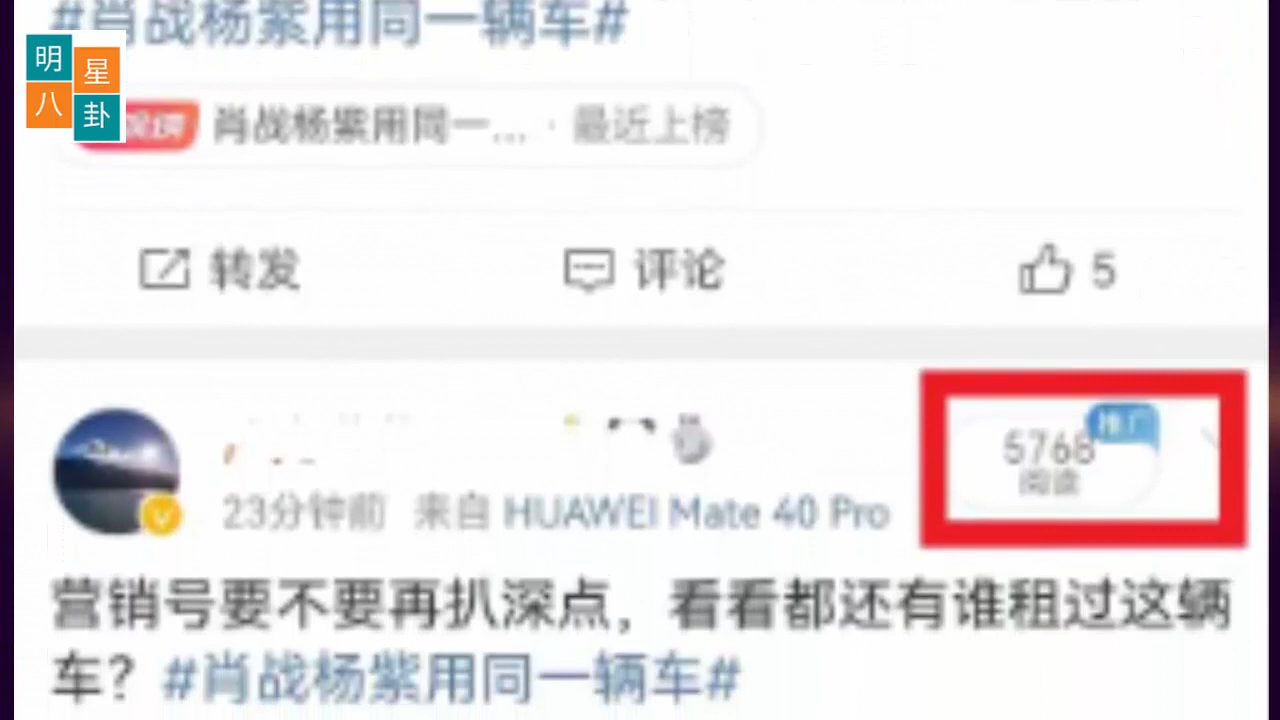 #肖战杨紫用同一辆车#
明星
八卦
肖战杨紫用同一... · 最近上榜
转发 评论 5
5768
推广
阅读
23分钟前 来自 HUAWEI Mate 40 Pro
营销号要不要再扒深点，看看都还有谁租过这辆
车？#肖战杨紫用同一辆车#